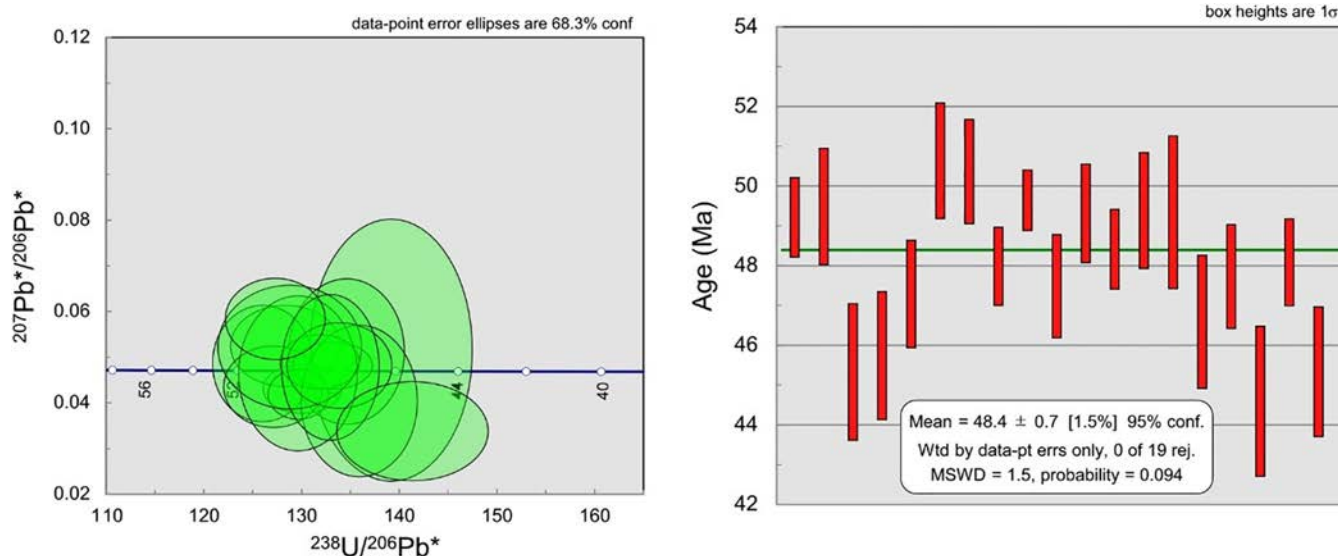 data-point error ellipses are 68.3% conf
0.12
0.10
0.08
0.06
0.04
0.02
207Pb*/206Pb*
56
44
40
110
120
130
140
150
160
238U/206Pb*
box heights are 1σ
54
52
50
48
46
44
42
Age (Ma)
Mean = 48.4 ± 0.7 [1.5%] 95% conf.
Wtd by data-pt errs only, 0 of 19 rej.
MSWD = 1.5, probability = 0.094